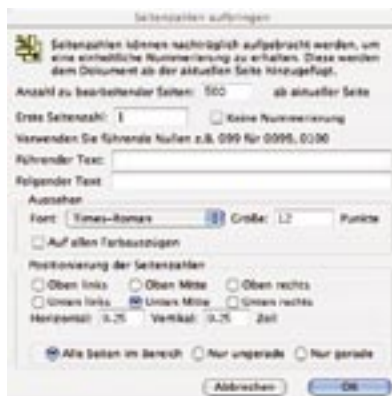 Seitenzahlen aufbringen
Seitenzahlen können nachträglich aufgebracht werden, um
eine einheitliche Nummerierung zu erhalten. Diese werden
dem Dokument ab der aktuellen Seite hinzugefügt.
Anzahl zu bearbeitender Seiten: 500 ab aktueller Seite
Erste Seitenzahl: 1 Keine Nummerierung
Verwenden Sie führende Nullen z.B. 099 für 0099, 0100
Führender Text:
Folgender Text:
Aussehen
Font: Times-Roman Größe: 12 Punkte
Auf allen Farbauszügen
Positionierung der Seitenzahlen
Oben links Oben Mitte Oben rechts
Unten links Unten Mitte Unten rechts
Horizontal: 0.25 Vertikal: 0.25 Zoll
Alle Seiten im Bereich Nur ungerade Nur gerade
Abbrechen OK